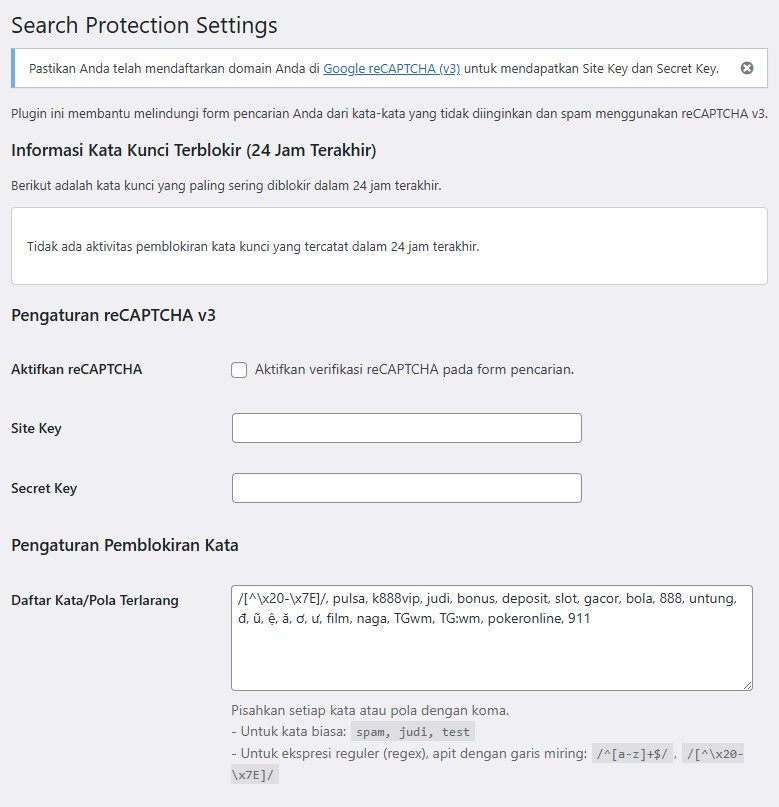 Search Protection Settings
Pastikan Anda telah mendaftarkan domain Anda di Google reCAPTCHA (v3) untuk mendapatkan Site Key dan Secret Key.
Plugin ini membantu melindungi form pencarian Anda dari kata-kata yang tidak diinginkan dan spam menggunakan reCAPTCHA v3.
Informasi Kata Kunci Terblokir (24 Jam Terakhir)
Berikut adalah kata kunci yang paling sering diblokir dalam 24 jam terakhir.
Tidak ada aktivitas pemblokiran kata kunci yang tercatat dalam 24 jam terakhir.
Pengaturan reCAPTCHA v3
Aktifkan reCAPTCHA
Aktifkan verifikasi reCAPTCHA pada form pencarian.
Site Key
Secret Key
Pengaturan Pemblokiran Kata
Daftar Kata/Pola Terlarang
/[^\x20-\x7E]/, pulsa, k888vip, judi, bonus, deposit, slot, gacor, bola, 888, untung,
đ, ũ, ệ, ă, ơ, ư, film, naga, TGwm, TG:wm, pokeronline, 911
Pisahkan setiap kata atau pola dengan koma.
- Untuk kata biasa: spam, judi, test
- Untuk ekspresi reguler (regex), apit dengan garis miring: /^[a-z]+$/ , /[^\x20-
\x7E]/